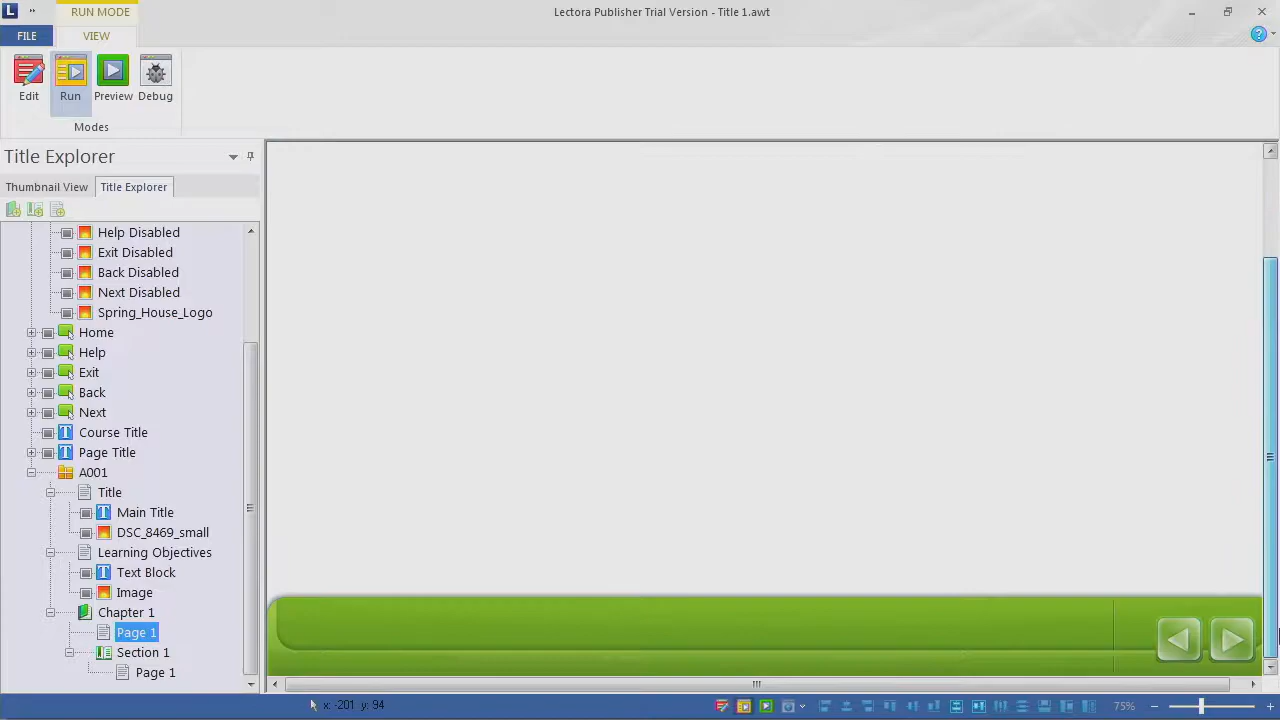 RUN MODE
Lectora Publisher Trial Version - Title 1.awt
FILE
VIEW
Edit
Run
Preview
Debug
Modes
Title Explorer
Thumbnail View
Title Explorer
Help Disabled
Exit Disabled
Back Disabled
Next Disabled
Spring_House_Logo
Home
Help
Exit
Back
Next
Course Title
Page Title
A001
Title
Main Title
DSC_8469_small
Learning Objectives
Text Block
Image
Chapter 1
Page 1
Section 1
Page 1
x: -201 y: 94
75%